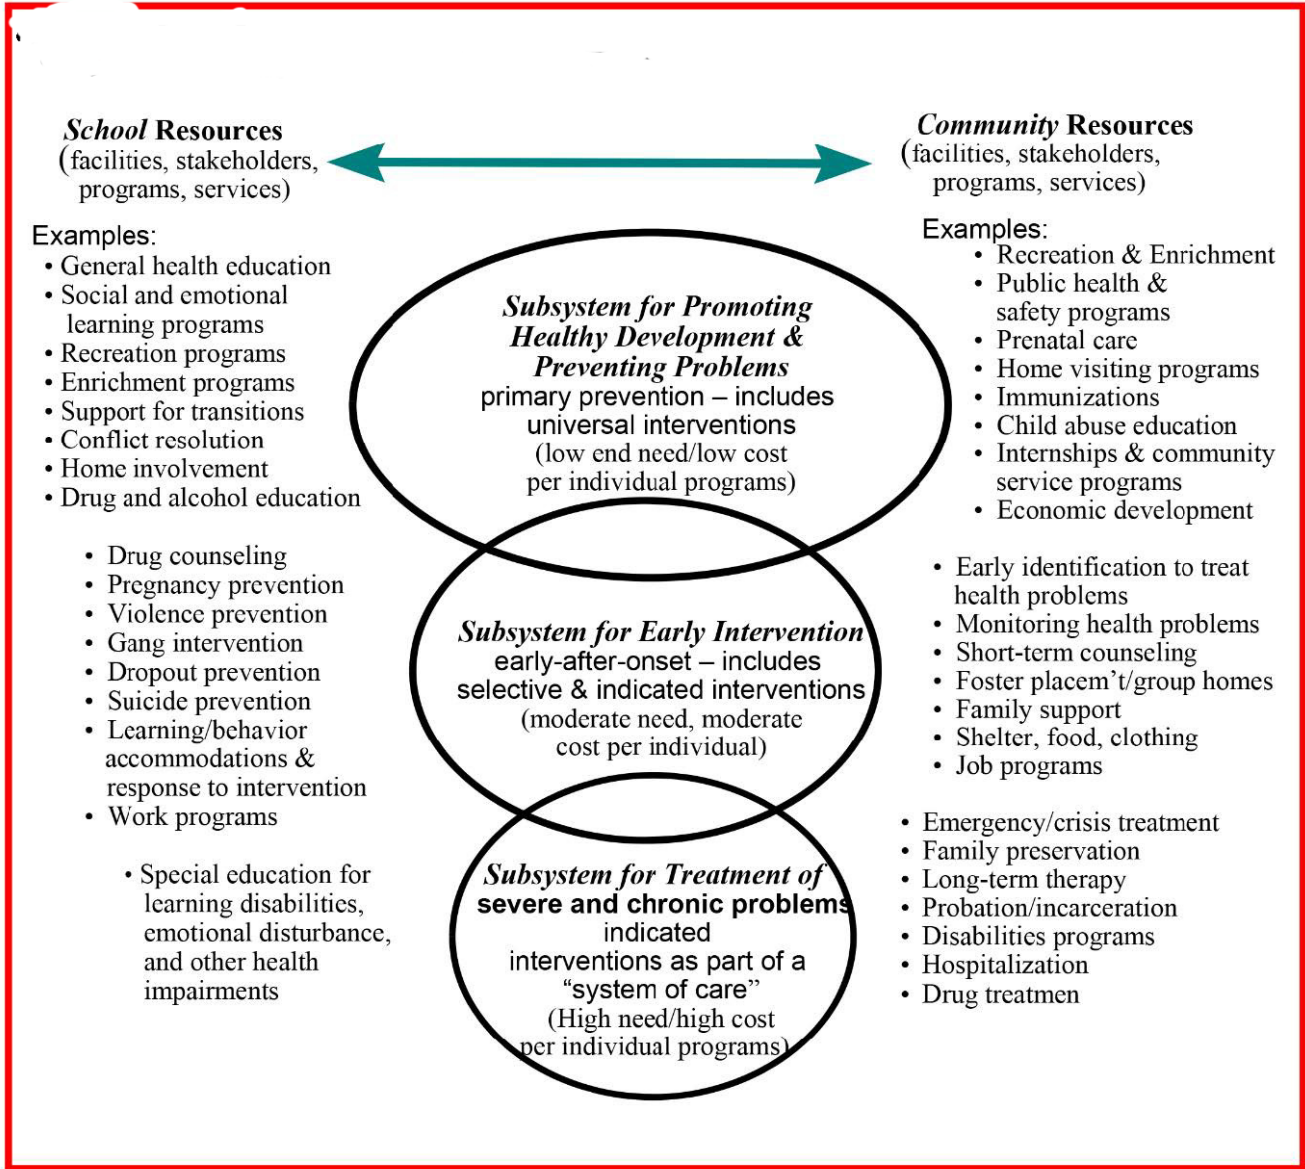 School Resources
(facilities, stakeholders,
programs, services)
Examples:
• General health education
• Social and emotional
learning programs
• Recreation programs
• Enrichment programs
• Support for transitions
• Conflict resolution
• Home involvement
• Drug and alcohol education
• Drug counseling
• Pregnancy prevention
• Violence prevention
• Gang intervention
• Dropout prevention
• Suicide prevention
• Learning/behavior
accommodations &
response to intervention
• Work programs
• Special education for
learning disabilities,
emotional disturbance,
and other health
impairments
Subsystem for Promoting
Healthy Development &
Preventing Problems
primary prevention – includes
universal interventions
(low end need/low cost
per individual programs)
Subsystem for Early Intervention
early-after-onset – includes
selective & indicated interventions
(moderate need, moderate
cost per individual)
Subsystem for Treatment of
severe and chronic problems
indicated
interventions as part of a
“system of care”
(High need/high cost
per individual programs)
Community Resources
(facilities, stakeholders,
programs, services)
Examples:
• Recreation & Enrichment
• Public health &
safety programs
• Prenatal care
• Home visiting programs
• Immunizations
• Child abuse education
• Internships & community
service programs
• Economic development
• Early identification to treat
health problems
• Monitoring health problems
• Short-term counseling
• Foster placem’t/group homes
• Family support
• Shelter, food, clothing
• Job programs
• Emergency/crisis treatment
• Family preservation
• Long-term therapy
• Probation/incarceration
• Disabilities programs
• Hospitalization
• Drug treatmen